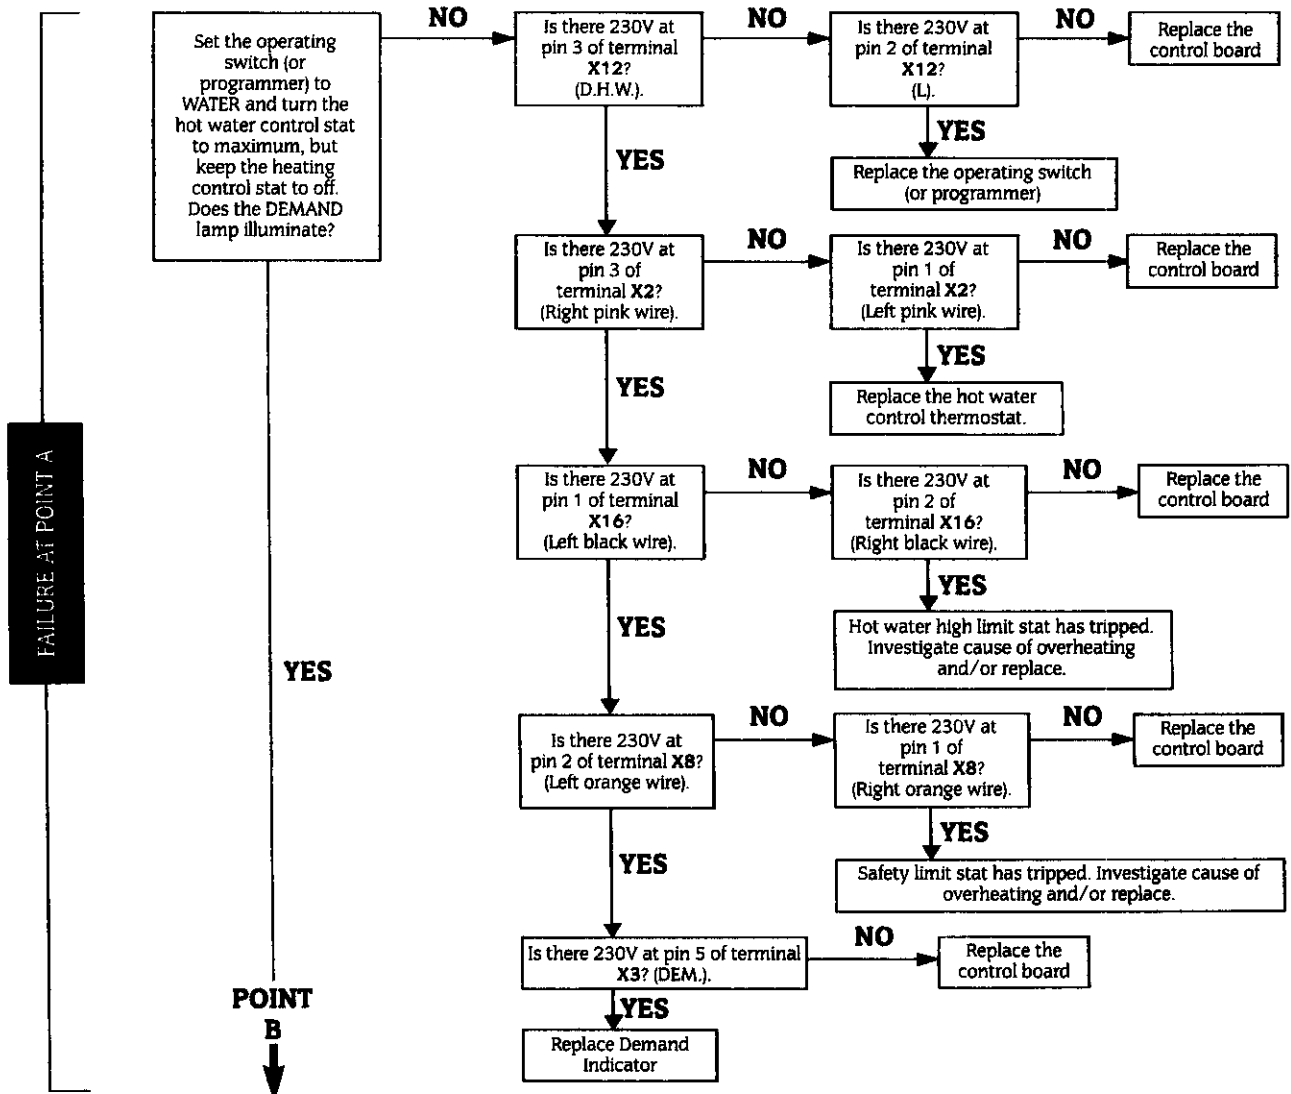 FAILURE AT POINT A
Set the operating
switch (or
programmer) to
WATER and turn the
hot water control stat
to maximum, but
keep the heating
control stat to off.
Does the DEMAND
lamp illuminate?
NO
Is there 230V at
pin 3 of terminal
X12?
(D.H.W.).
NO
Is there 230V at
pin 2 of terminal
X12?
(L).
NO
Replace the
control board
YES
Replace the operating switch
(or programmer)
YES
Is there 230V at
pin 3 of
terminal X2?
(Right pink wire).
NO
Is there 230V at
pin 1 of
terminal X2?
(Left pink wire).
NO
Replace the
control board
YES
Replace the hot water
control thermostat.
YES
Is there 230V at
pin 1 of terminal
X16?
(Left black wire).
NO
Is there 230V at
pin 2 of
terminal X16?
(Right black wire).
NO
Replace the
control board
YES
Hot water high limit stat has tripped.
Investigate cause of overheating
and/or replace.
YES
Is there 230V at
pin 2 of terminal X8?
(Left orange wire).
NO
Is there 230V at
pin 1 of
terminal X8?
(Right orange wire).
NO
Replace the
control board
YES
Safety limit stat has tripped. Investigate cause of
overheating and/or replace.
YES
Is there 230V at pin 5 of terminal
X3? (DEM.).
NO
Replace the
control board
YES
Replace Demand
Indicator
YES
POINT
B